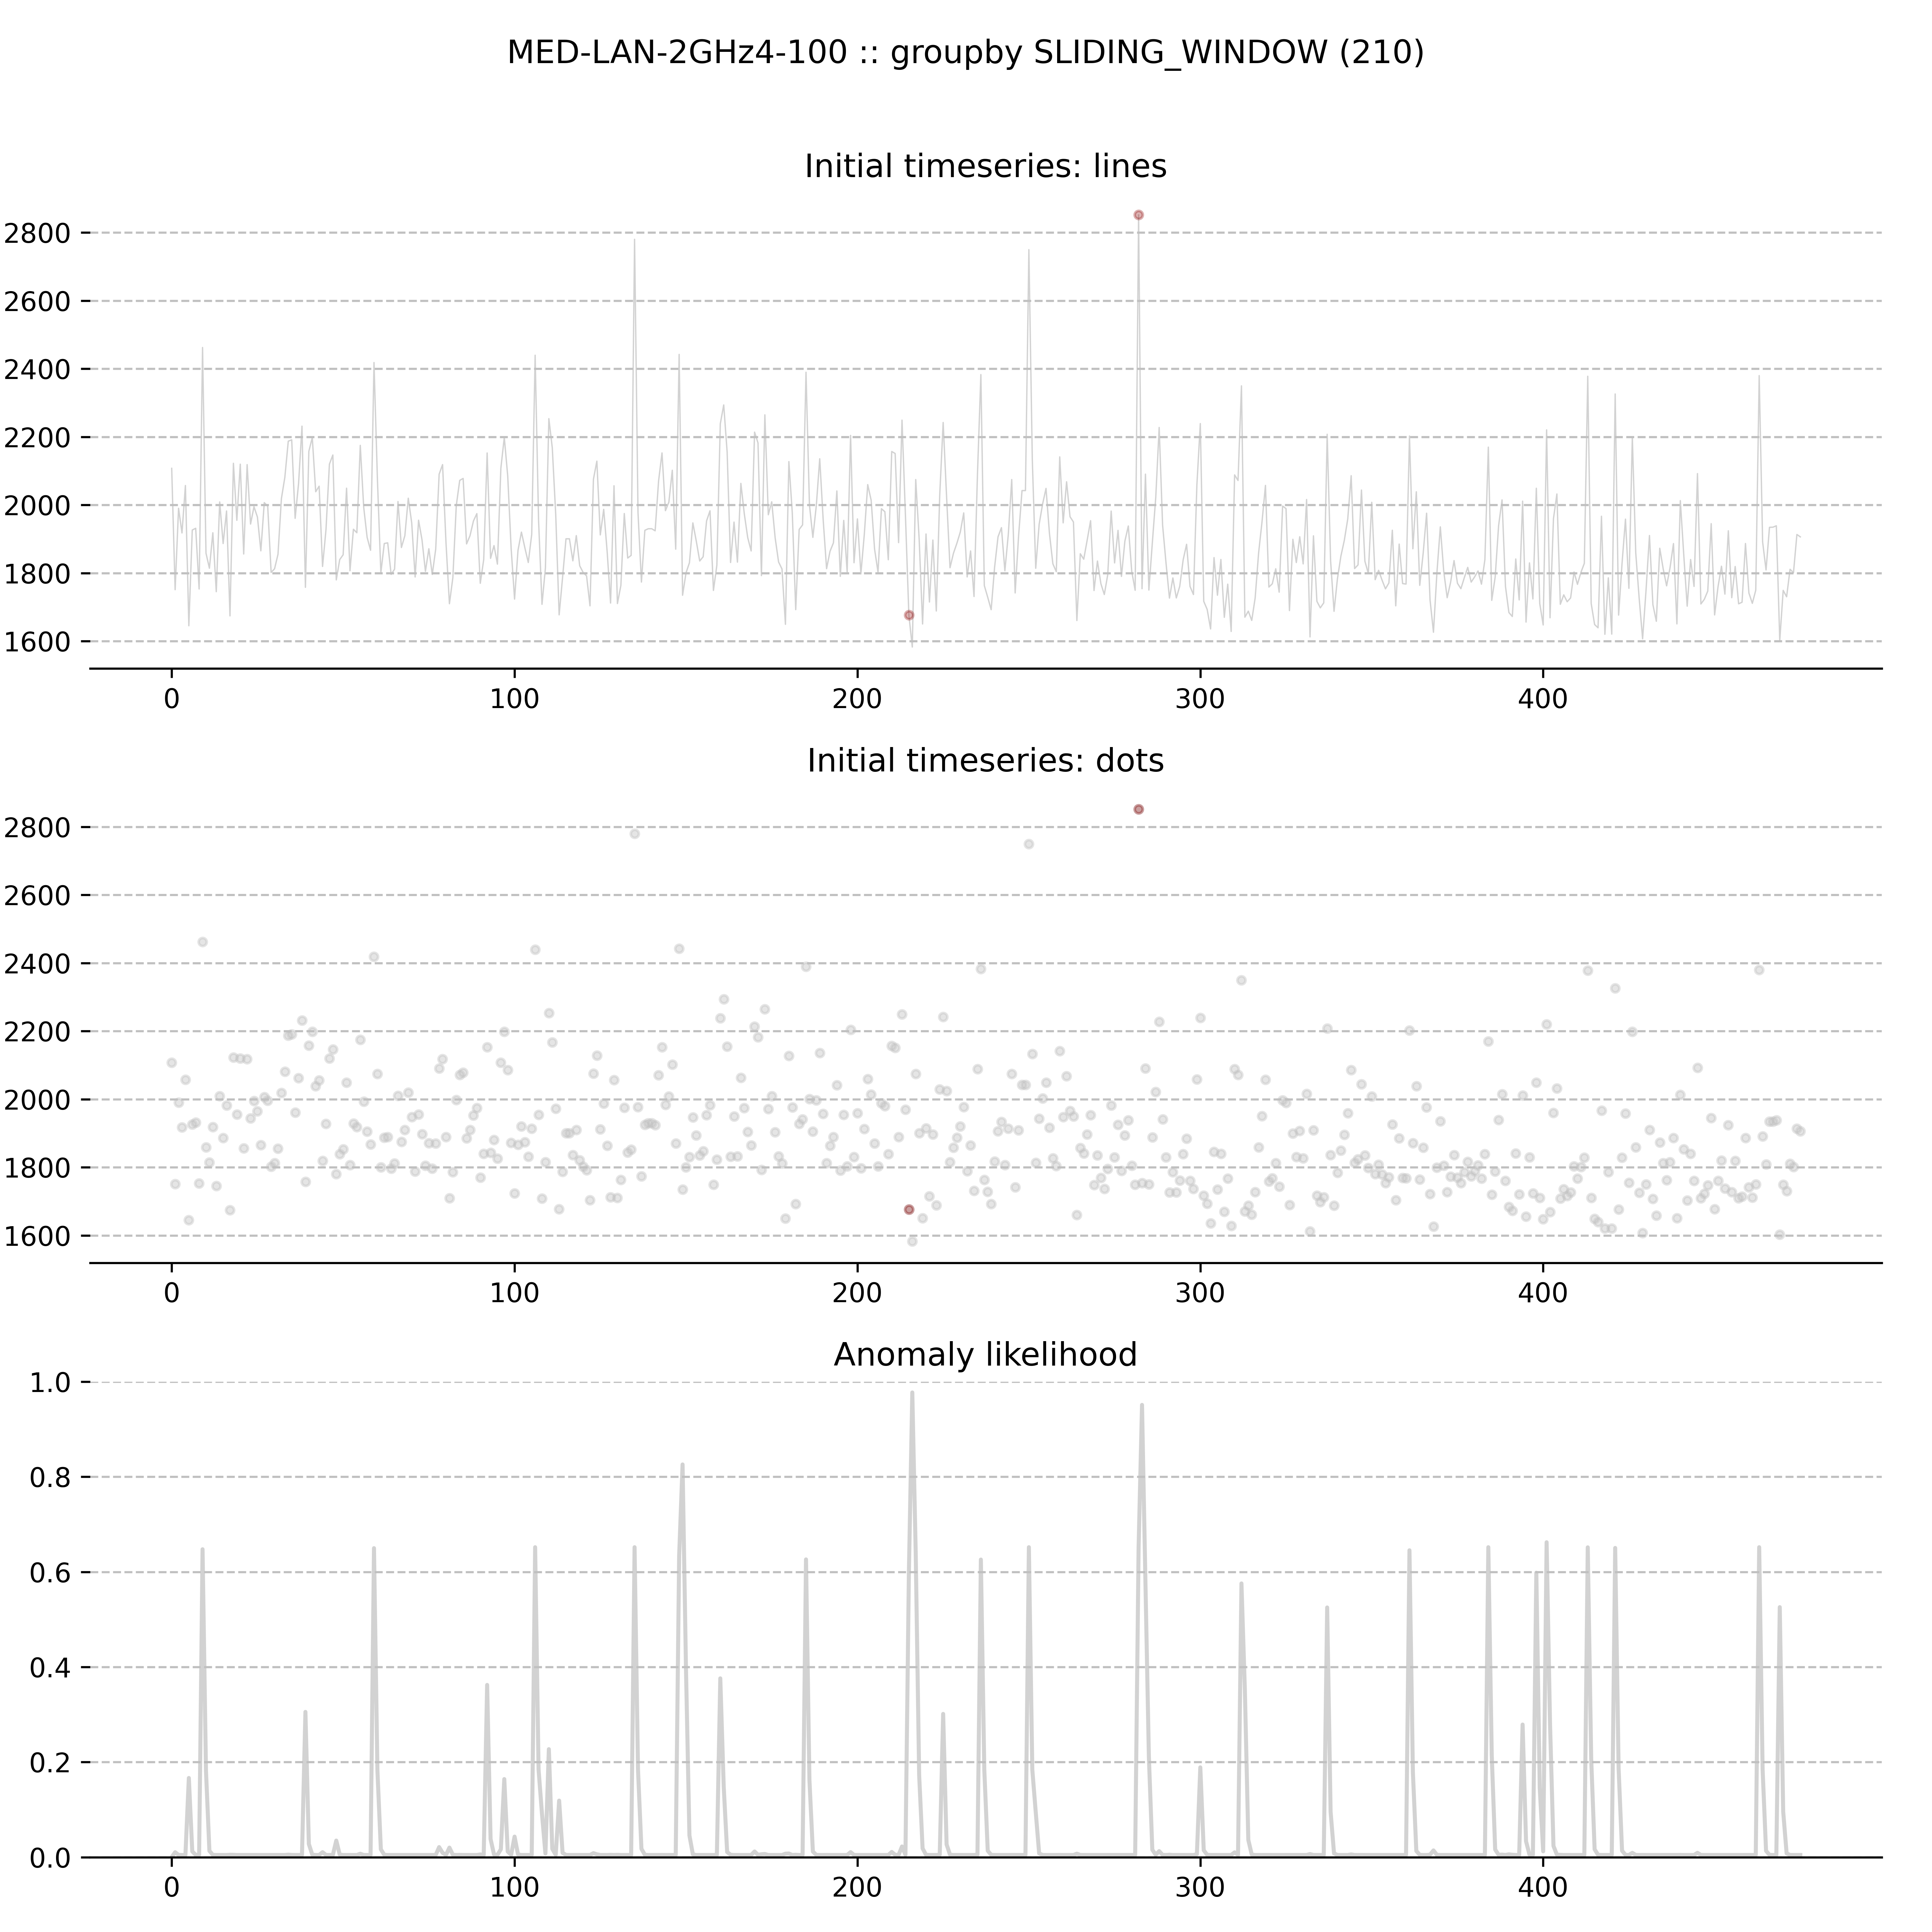 MED-LAN-2GHz4-100 :: groupby SLIDING_WINDOW (210)
Initial timeseries: lines
2800
2600
2400
2200
2000
1800
1600
0 100 200 300 400
Initial timeseries: dots
2800
2600
2400
2200
2000
1800
1600
0 100 200 300 400
Anomaly likelihood
1.0
0.8
0.6
0.4
0.2
0.0
0 100 200 300 400